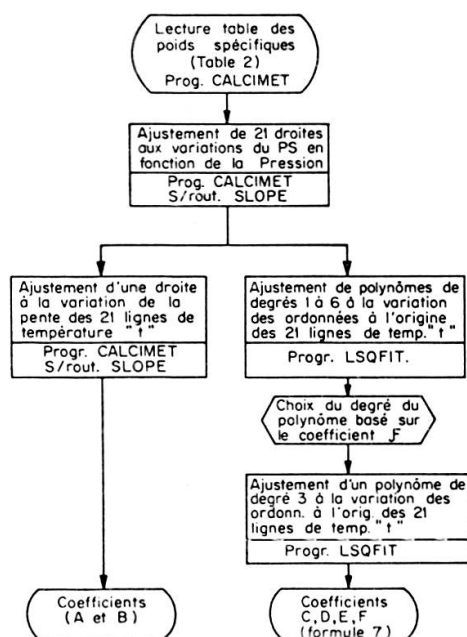 Lecture table des
poids spécifiques
(Table 2)
Prog. CALCIMET
Ajustement de 21 droites
aux variations du PS en
fonction de la Pression
Prog. CALCIMET
S/rout. SLOPE
Ajustement d'une droite
à la variation de la
pente des 21 lignes de
température "t"
Progr. CALCIMET
S/rout. SLOPE
Ajustement de polynômes de
degrés 1 à 6 à la variation
des ordonnées à l'origine
des 21 lignes de temp."t"
Progr. LSQFIT.
Choix du degré du
polynôme basé sur
le coefficient F
Ajustement d'un polynôme de
degré 3 à la variation des
ordonn. à l'orig. des 21
lignes de temp. "t"
Progr. LSQFIT
Coefficients
(A et B)
Coefficients
C,D,E,F
(formule 7)